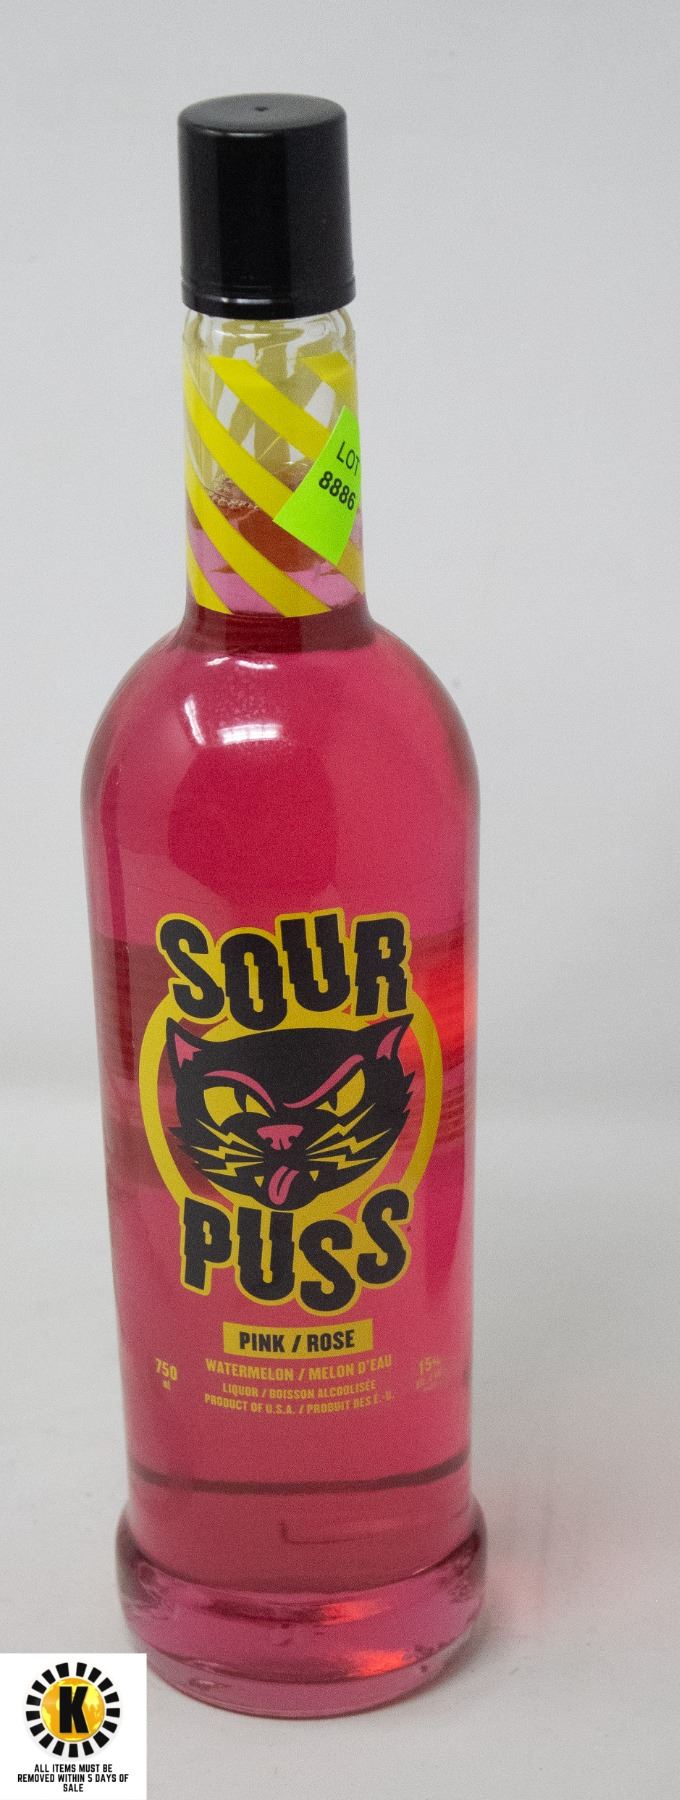 LOT
8886
SOUR
PUSS
PINK / ROSE
WATERMELON / MELON D'EAU
750
ml
15%
LIQUOR / BOISSON ALCOOLISÉE
PRODUCT OF U.S.A. / PRODUIT DES É.-U.
K
ALL ITEMS MUST BE
REMOVED WITHIN 5 DAYS OF
SALE